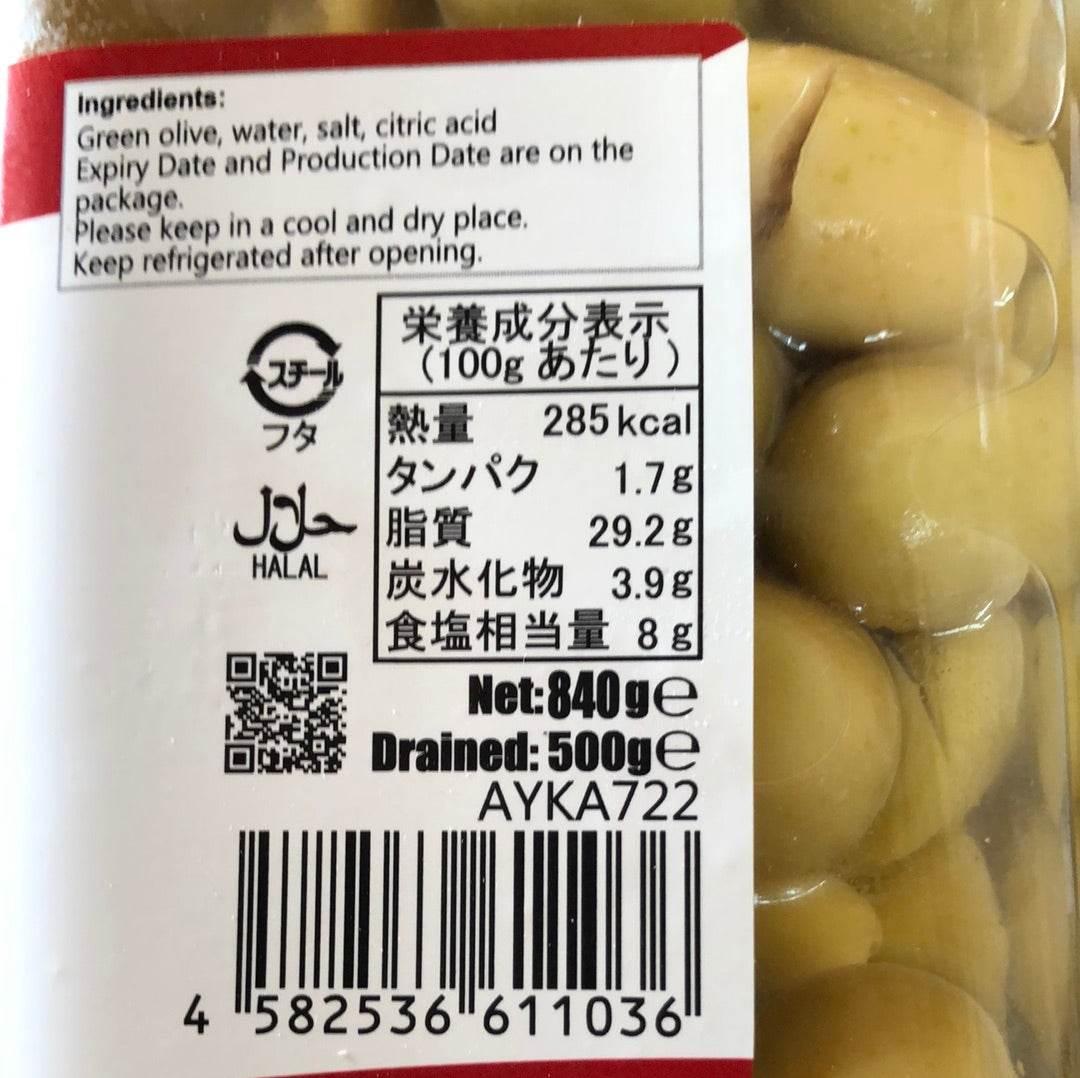 Ingredients:
Green olive, water, salt, citric acid
Expiry Date and Production Date are on the
package.
Please keep in a cool and dry place.
Keep refrigerated after opening.
スチール
フタ
حلال
HALAL
栄養成分表示
(100g あたり)
熱量 285 kcal
タンパク 1.7g
脂質 29.2g
炭水化物 3.9g
食塩相当量 8g
Net:840g℮
Drained: 500g℮
AYKA722
4 582536 611036